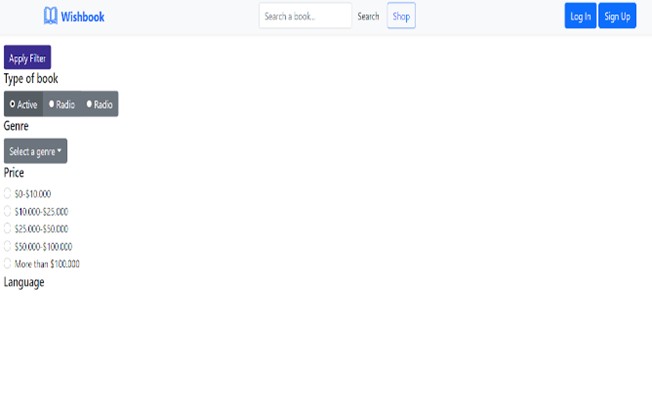 Wishbook Search a book... Search Shop Log In Sign Up
Apply Filter
Type of book
Active Radio Radio
Genre
Select a genre
Price
$0-$10.000
$10.000-$25.000
$25.000-$50.000
$50.000-$100.000
More than $100.000
Language